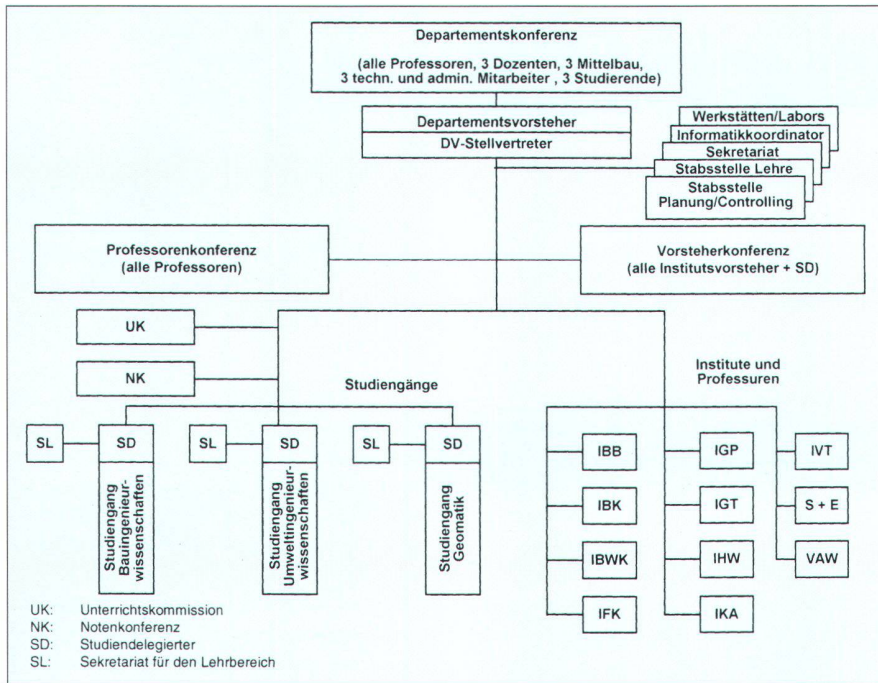 Departementskonferenz
(alle Professoren, 3 Dozenten, 3 Mittelbau,
3 techn. und admin. Mitarbeiter , 3 Studierende)
Departementsvorsteher
DV-Stellvertreter
Werkstätten/Labors
Informatikkoordinator
Sekretariat
Stabsstelle Lehre
Stabsstelle
Planung/Controlling
Professorenkonferenz
(alle Professoren)
Vorsteherkonferenz
(alle Institutsvorsteher + SD)
UK
NK
Studiengänge
Institute und
Professuren
SL
SD
SL
SD
SL
SD
Studiengang
Bauingenieur-
wissenschaften
Studiengang
Umweltingenieur-
wissenschaften
Studiengang
Geomatik
IBB
IGP
IVT
IBK
IGT
S + E
IBWK
IHW
VAW
IFK
IKA
UK: Unterrichtskommission
NK: Notenkonferenz
SD: Studiendelegierter
SL: Sekretariat für den Lehrbereich